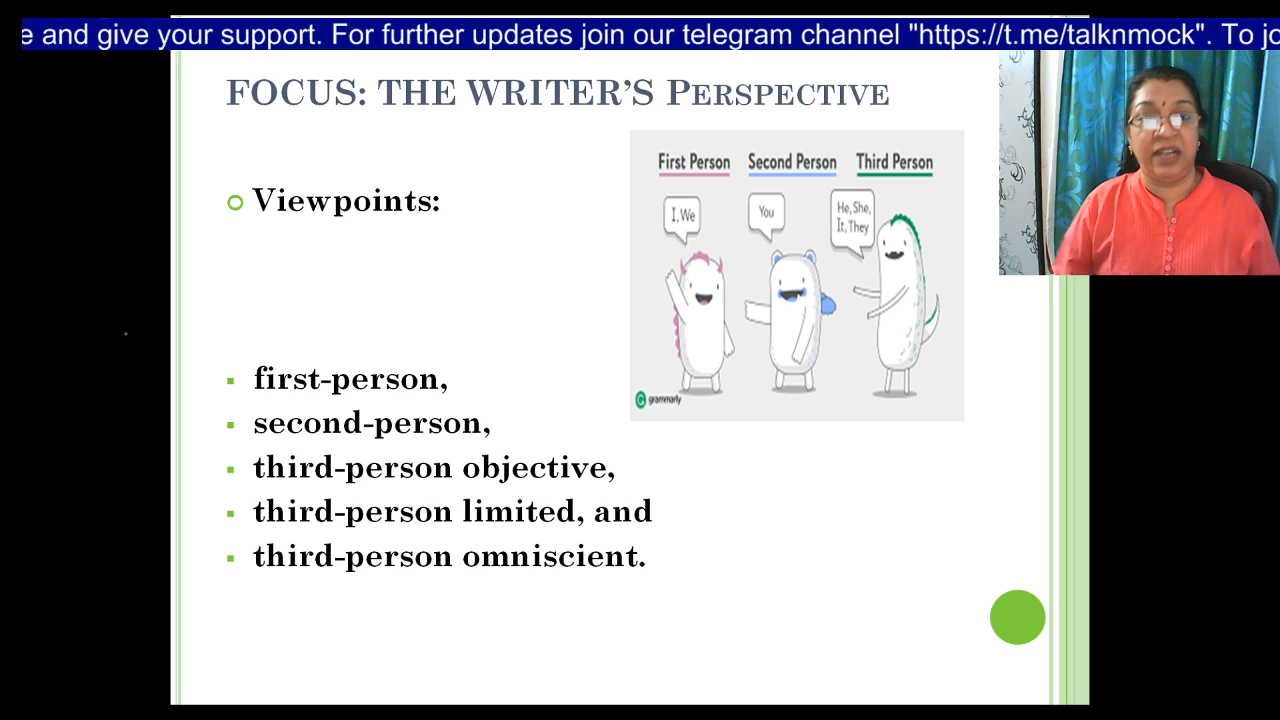 e and give your support. For further updates join our telegram channel "https://t.me/talknmock". To jo
FOCUS: THE WRITER'S PERSPECTIVE
First Person Second Person Third Person
Viewpoints:
I, We
You
He, She,
It, They
first-person,
second-person,
third-person objective,
third-person limited, and
third-person omniscient.
grammarly